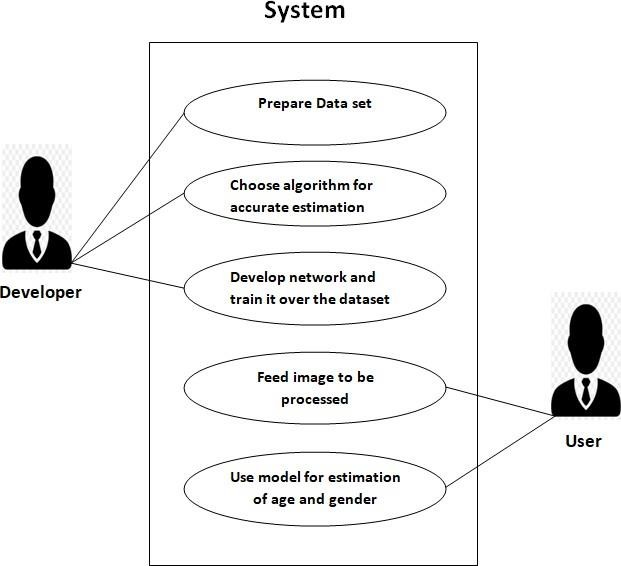 System
Prepare Data set
Choose algorithm for
accurate estimation
Developer
Develop network and
train it over the dataset
Feed image to be
processed
User
Use model for estimation
of age and gender